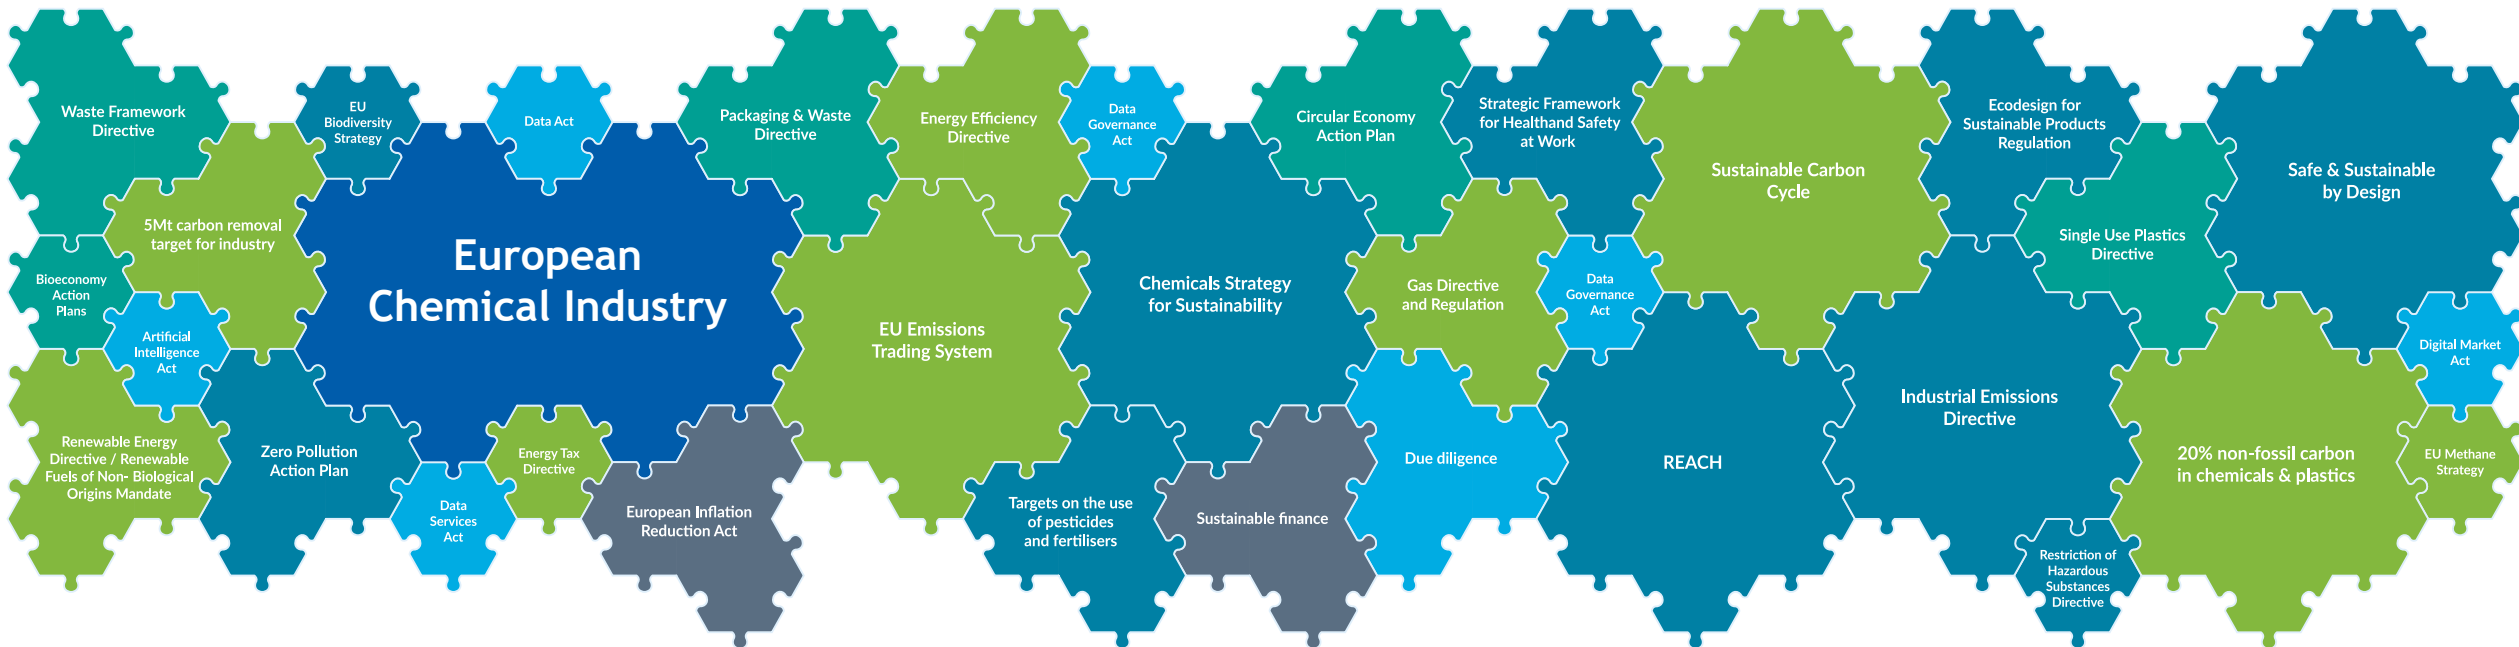 Waste Framework
Directive
EU
Biodiversity
Strategy
Data Act
Packaging & Waste
Directive
Energy Efficiency
Directive
Data
Governance
Act
Circular Economy
Action Plan
Strategic Framework
for Healthand Safety
at Work
Sustainable Carbon
Cycle
Ecodesign for
Sustainable Products
Regulation
Safe & Sustainable
by Design
5Mt carbon removal
target for industry
European
Chemical Industry
Single Use Plastics
Directive
Bioeconomy
Action
Plans
Chemicals Strategy
for Sustainability
Gas Directive
and Regulation
Data
Governance
Act
Artificial
Intelligence
Act
EU Emissions
Trading System
Digital Market
Act
Industrial Emissions
Directive
Renewable Energy
Directive / Renewable
Fuels of Non- Biological
Origins Mandate
Zero Pollution
Action Plan
Energy Tax
Directive
Due diligence
REACH
20% non-fossil carbon
in chemicals & plastics
EU Methane
Strategy
Data
Services
Act
European Inflation
Reduction Act
Targets on the use
of pesticides
and fertilisers
Sustainable finance
Restriction of
Hazardous
Substances
Directive